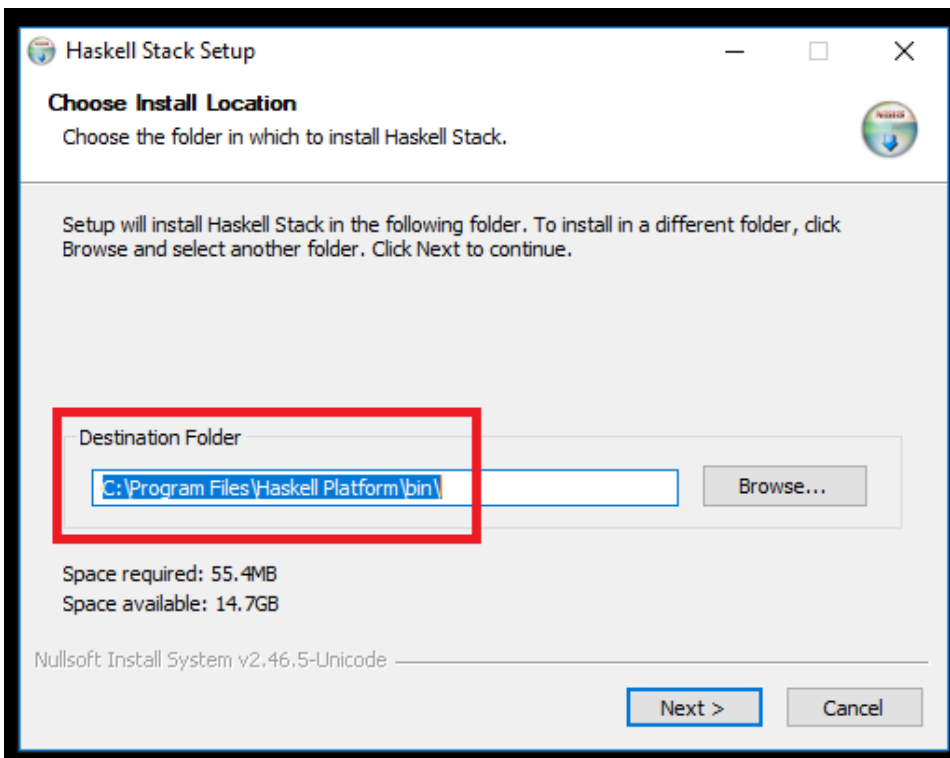 Haskell Stack Setup
Choose Install Location
Choose the folder in which to install Haskell Stack.
Setup will install Haskell Stack in the following folder. To install in a different folder, click
Browse and select another folder. Click Next to continue.
Destination Folder
C:\Program Files\Haskell Platform\bin\
Browse...
Space required: 55.4MB
Space available: 14.7GB
Nullsoft Install System v2.46.5-Unicode
Next >
Cancel